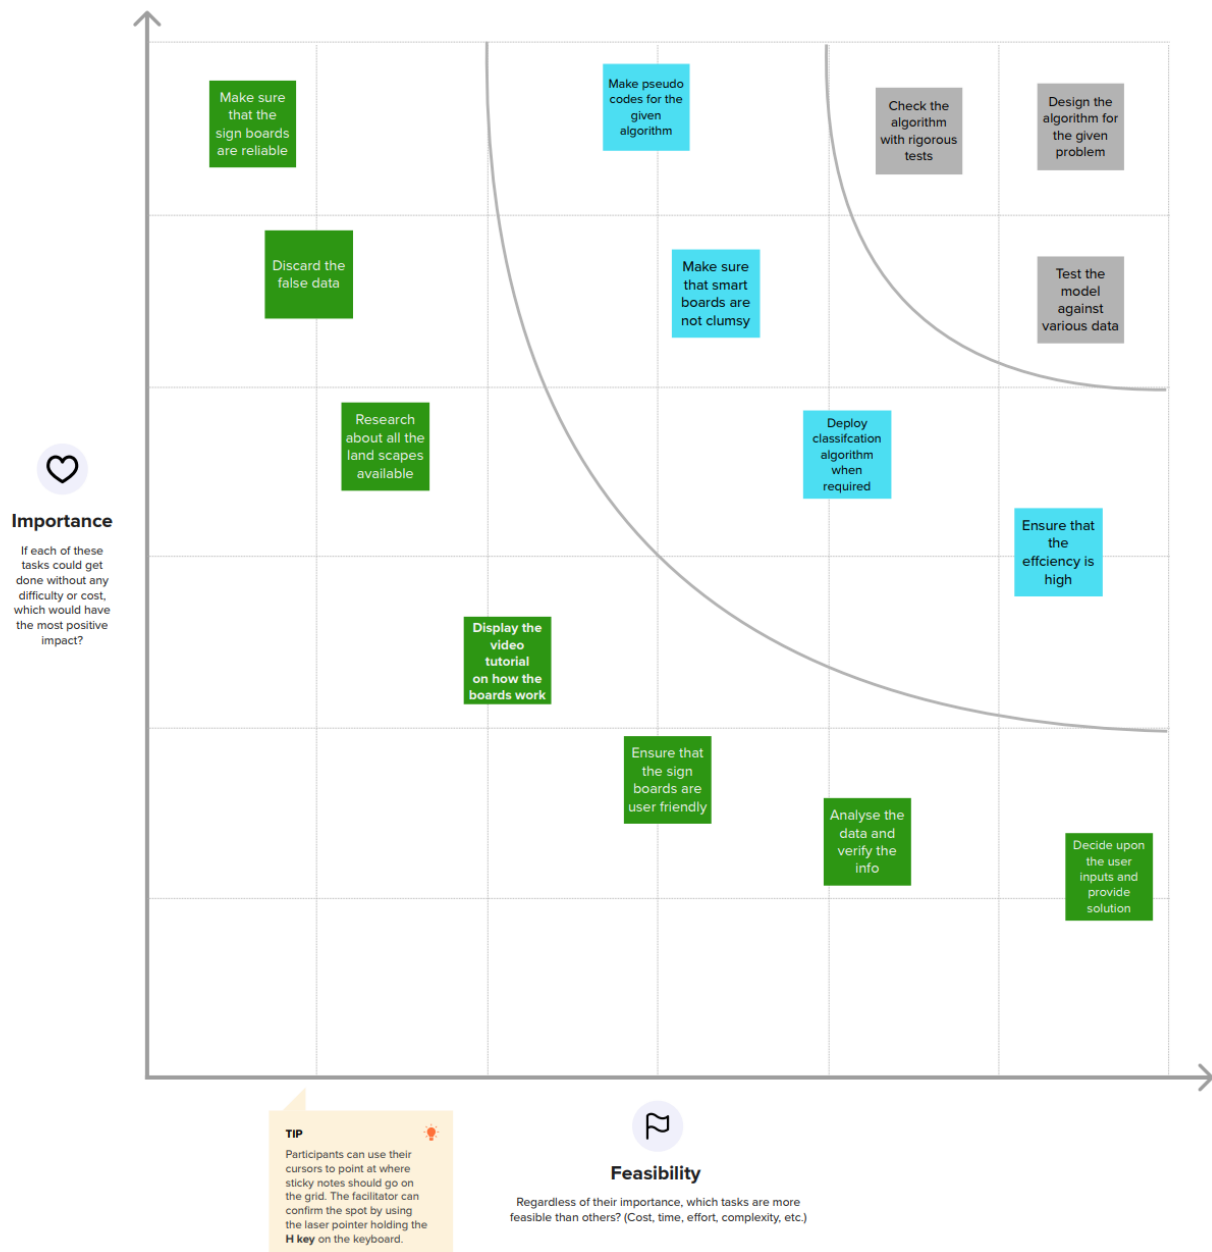 Make sure
that the
sign boards
are reliable
Make pseudo
codes for the
given
algorithm
Check the
algorithm
with rigorous
tests
Design the
algorithm for
the given
problem
Discard the
false data
Make sure
that smart
boards are
not clumsy
Test the
model
against
various data
Research
about all the
land scapes
available
Deploy
classifcation
algorithm
when
required
Importance
If each of these
tasks could get
done without any
difficulty or cost,
which would have
the most positive
impact?
Ensure that
the
effciency is
high
Display the
video
tutorial
on how the
boards work
Ensure that
the sign
boards are
user friendly
Analyse the
data and
verify the
info
Decide upon
the user
inputs and
provide
solution
TIP
Participants can use their
cursors to point at where
sticky notes should go on
the grid. The facilitator can
confirm the spot by using
the laser pointer holding the
H key on the keyboard.
Feasibility
Regardless of their importance, which tasks are more
feasible than others? (Cost, time, effort, complexity, etc.)